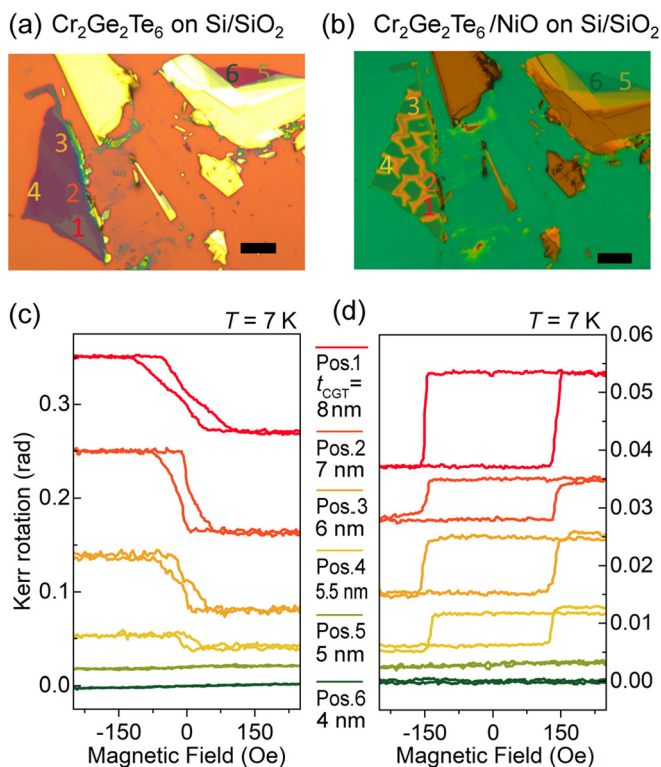 (a) Cr₂Ge₂Te₆ on Si/SiO₂
(b) Cr₂Ge₂Te₆/NiO on Si/SiO₂
6 5
3
4
2
1
6 5
3
4
2
1
(c) T = 7 K
Kerr rotation (rad)
0.3
0.2
0.1
0.0
-150 0 150
Magnetic Field (Oe)
Pos.1
tCGT =
8 nm
Pos.2
7 nm
Pos.3
6 nm
Pos.4
5.5 nm
Pos.5
5 nm
Pos.6
4 nm
(d) T = 7 K
0.06
0.05
0.04
0.03
0.02
0.01
0.00
-150 0 150
Magnetic Field (Oe)